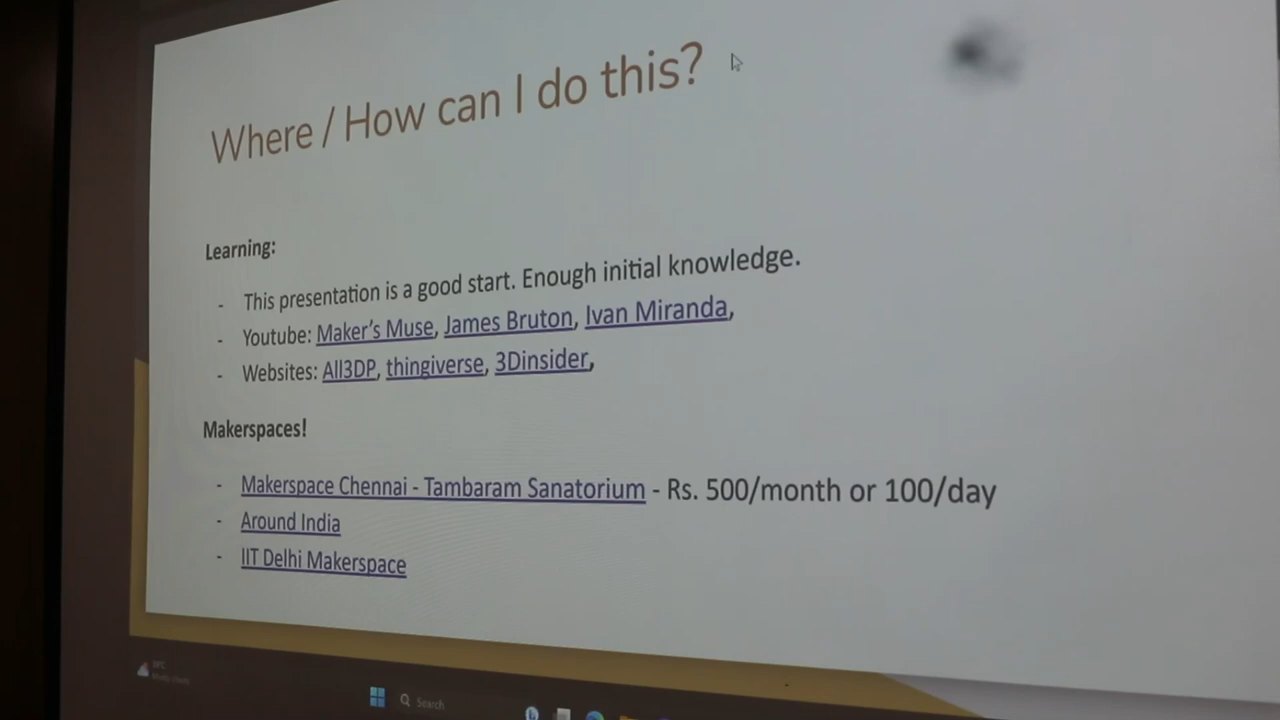 Where / How can I do this?
Learning:
- This presentation is a good start. Enough initial knowledge.
- Youtube: Maker's Muse, James Bruton, Ivan Miranda,
- Websites: All3DP, thingiverse, 3Dinsider,
Makerspaces!
- Makerspace Chennai - Tambaram Sanatorium - Rs. 500/month or 100/day
- Around India
- IIT Delhi Makerspace
Search